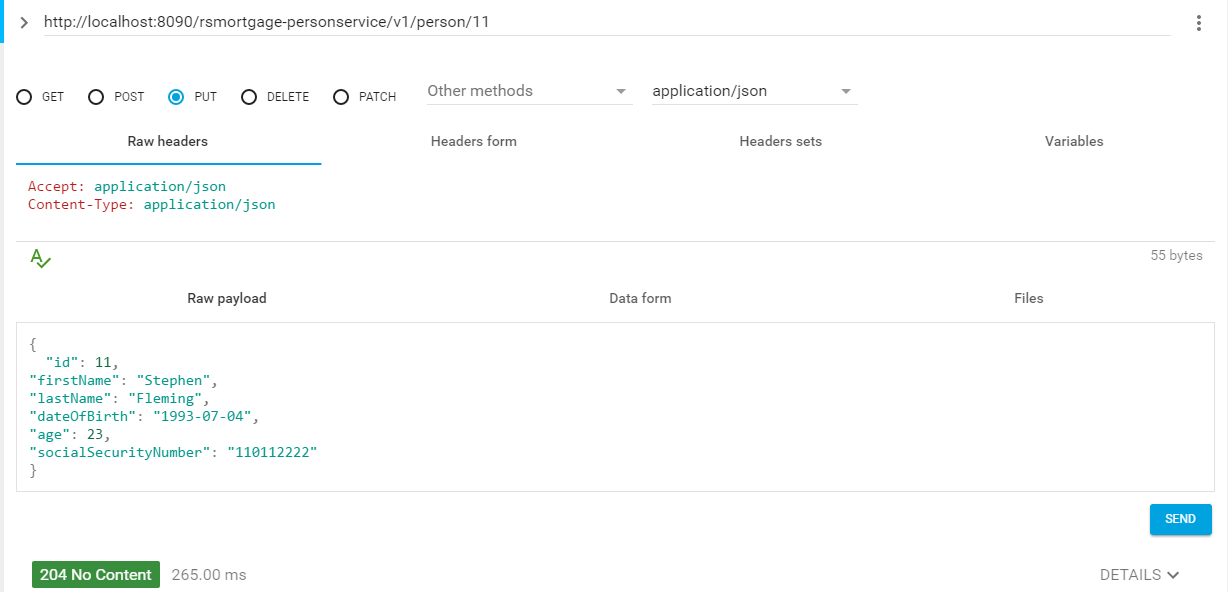 http://localhost:8090/rsmortgage-personservice/v1/person/11
GET POST PUT DELETE PATCH Other methods application/json
Raw headers Headers form Headers sets Variables
Accept: application/json
Content-Type: application/json
55 bytes
Raw payload Data form Files
{
"id": 11,
"firstName": "Stephen",
"lastName": "Fleming",
"dateOfBirth": "1993-07-04",
"age": 23,
"socialSecurityNumber": "110112222"
}
SEND
204 No Content 265.00 ms DETAILS